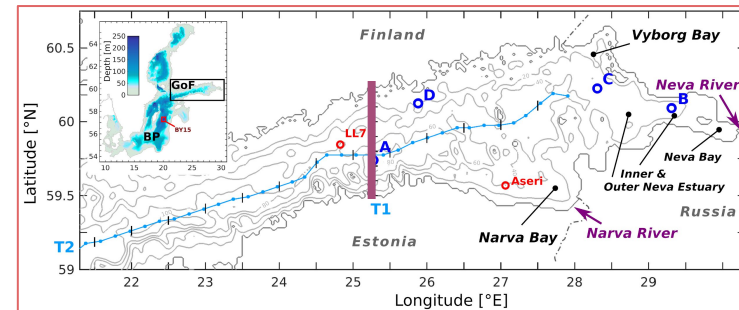 Finland
Vyborg Bay
Neva River
GoF
BP
BY15
Depth [m]
250
200
150
100
50
0
64
62
60
58
56
54
10
15
20
25
30
D
C
B
LL7
A
Aseri
Neva Bay
Inner &
Outer Neva Estuary
T1
T2
Estonia
Narva Bay
Narva River
Russia
60.5
60
59.5
59
22
23
24
25
26
27
28
29
30
Latitude [°N]
Longitude [°E]